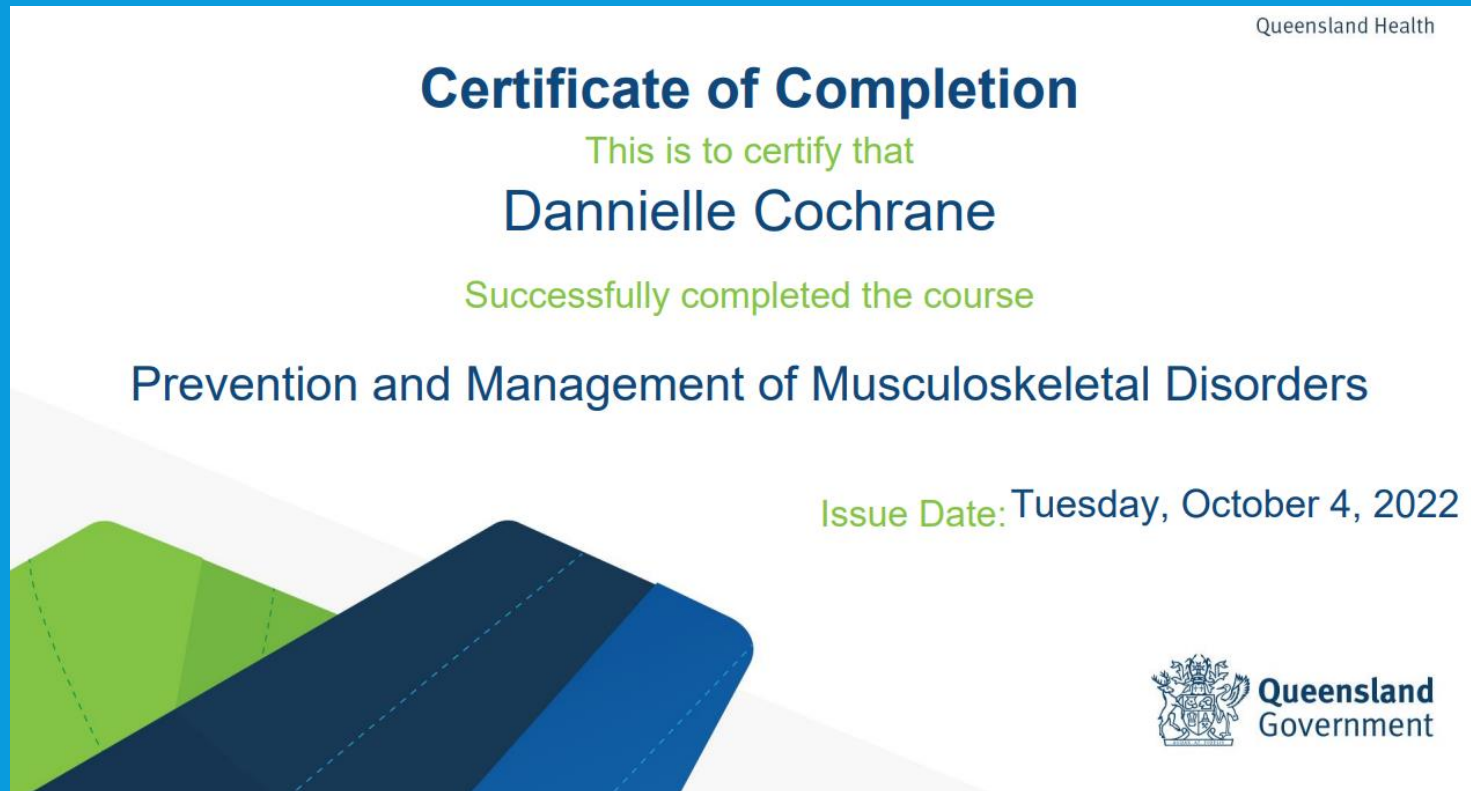 Queensland Health
Certificate of Completion
This is to certify that
Dannielle Cochrane
Successfully completed the course
Prevention and Management of Musculoskeletal Disorders
Issue Date: Tuesday, October 4, 2022
Queensland
Government